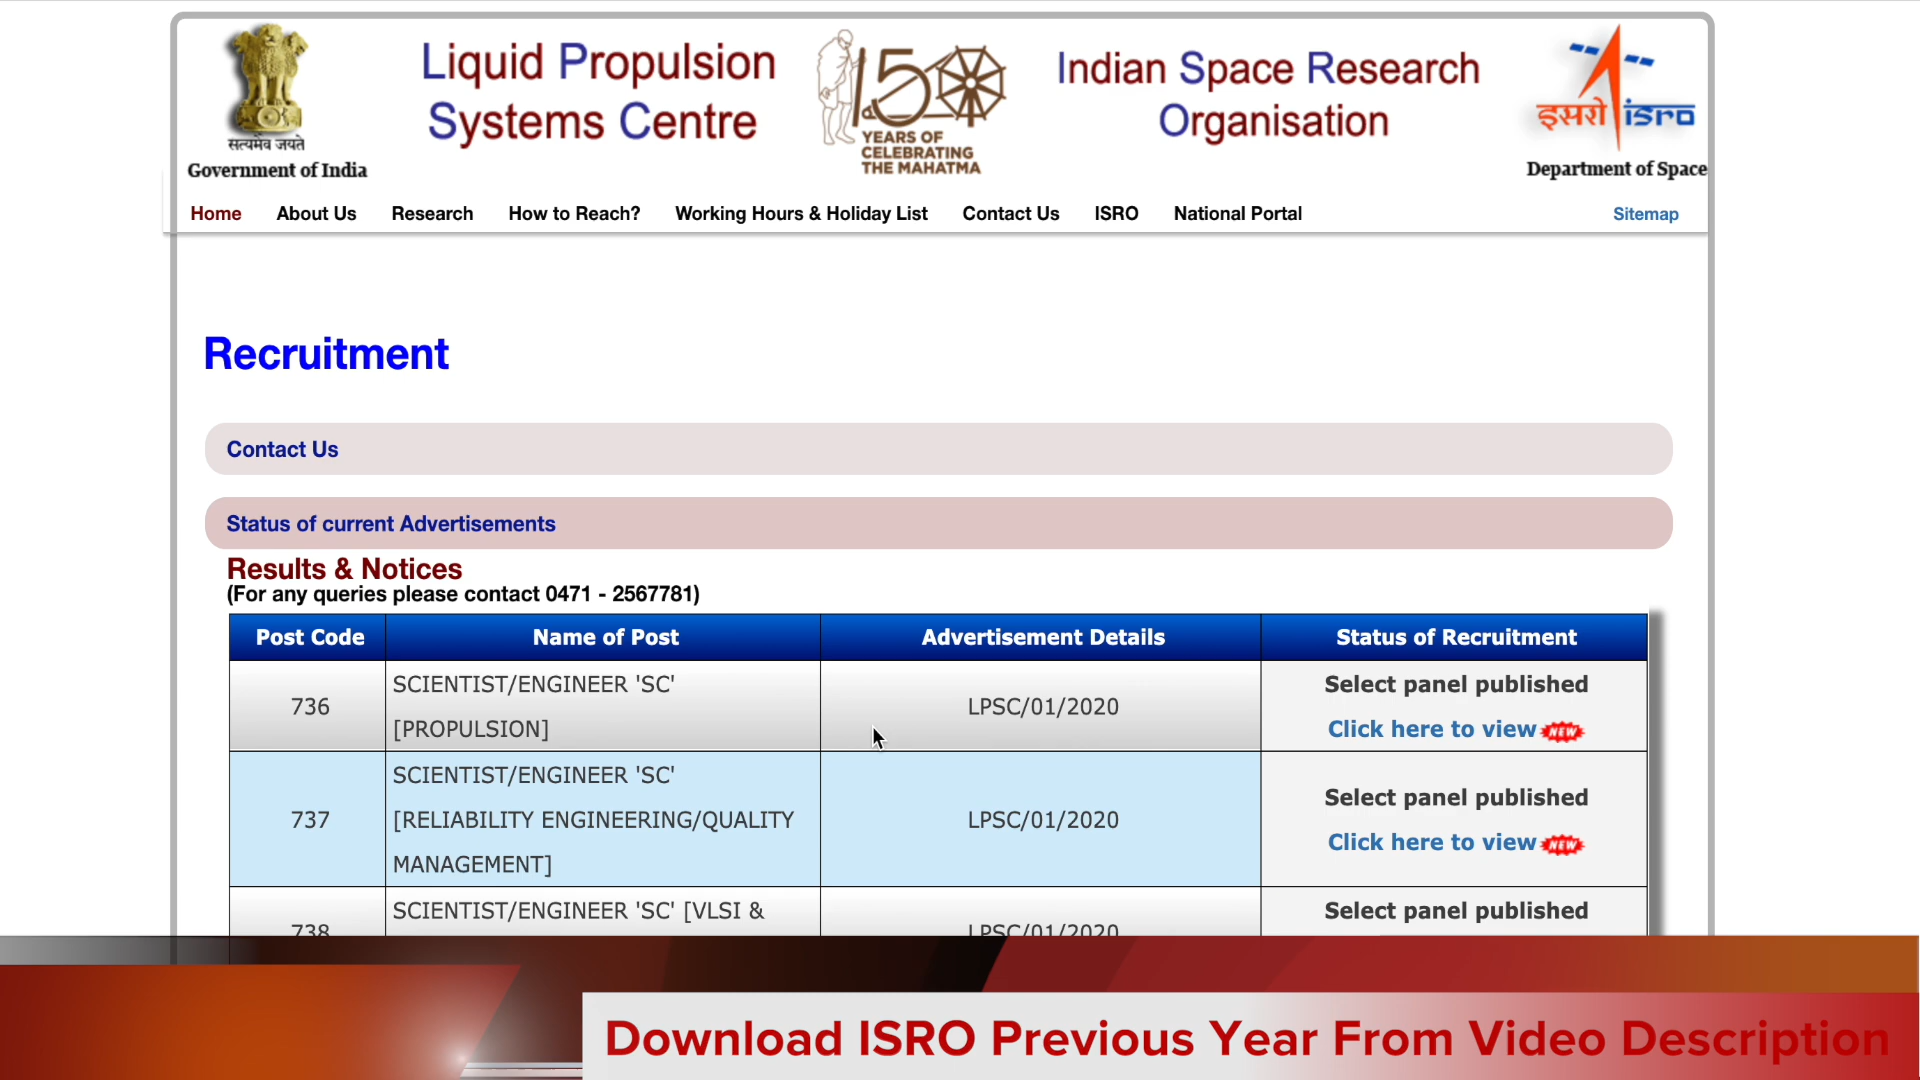 सत्यमेव जयते
Government of India
Liquid Propulsion
Systems Centre
150
YEARS OF
CELEBRATING
THE MAHATMA
Indian Space Research
Organisation
इसरो isro
Department of Space
Home About Us Research How to Reach? Working Hours & Holiday List Contact Us ISRO National Portal Sitemap
Recruitment
Contact Us
Status of current Advertisements
Results & Notices
(For any queries please contact 0471 - 2567781)
Post Code Name of Post Advertisement Details Status of Recruitment
736 SCIENTIST/ENGINEER 'SC' LPSC/01/2020 Select panel published
[PROPULSION] Click here to view NEW
737 SCIENTIST/ENGINEER 'SC' LPSC/01/2020 Select panel published
[RELIABILITY ENGINEERING/QUALITY Click here to view NEW
MANAGEMENT]
738 SCIENTIST/ENGINEER 'SC' [VLSI & LPSC/01/2020 Select panel published
Download ISRO Previous Year From Video Description